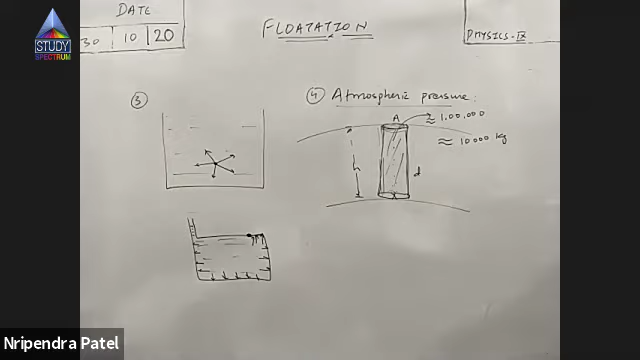 STUDY
SPECTRUM
DATE
30 10 20
FLOATATION
PHYSICS-IX
③
④ Atmospheric pressure:
A
≈ 1,00,000
≈ 10000 kg
h
d
A
Nripendra Patel